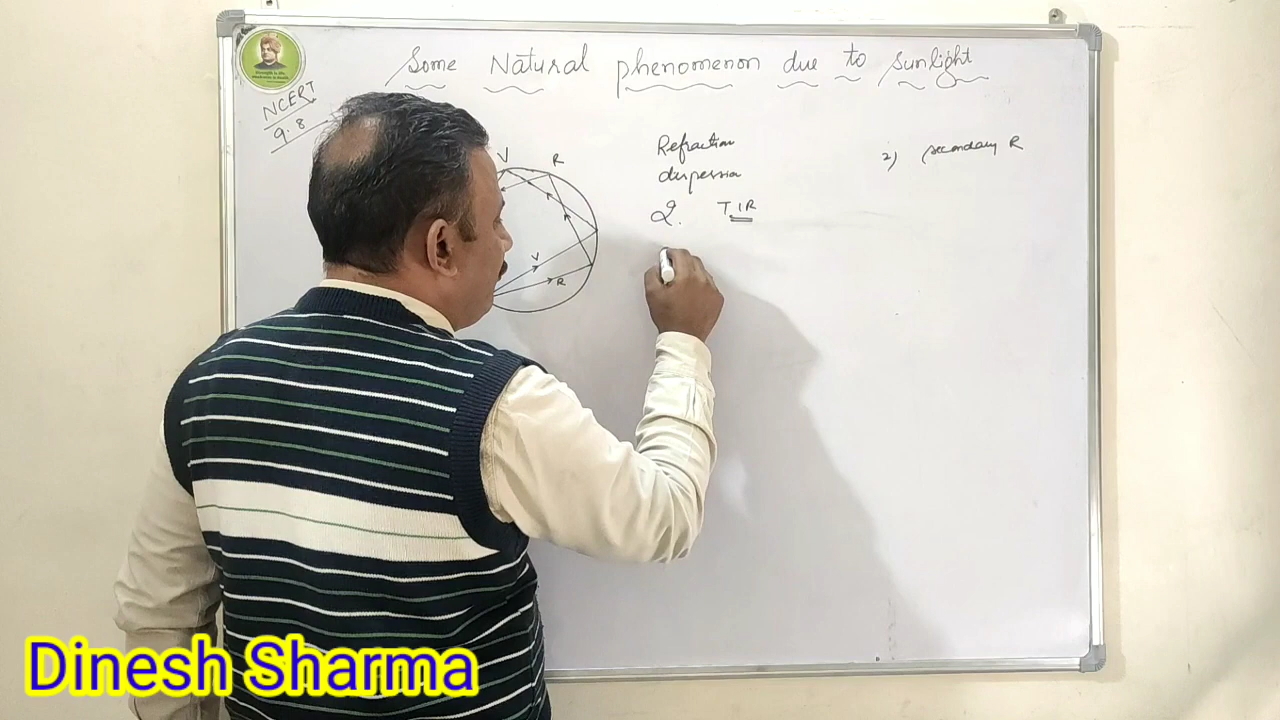 Some Natural phenomenon due to Sunlight
NCERT
9.8
V R
Refraction
dispersion
2. TIR
V
R
2) secondary R
Dinesh Sharma